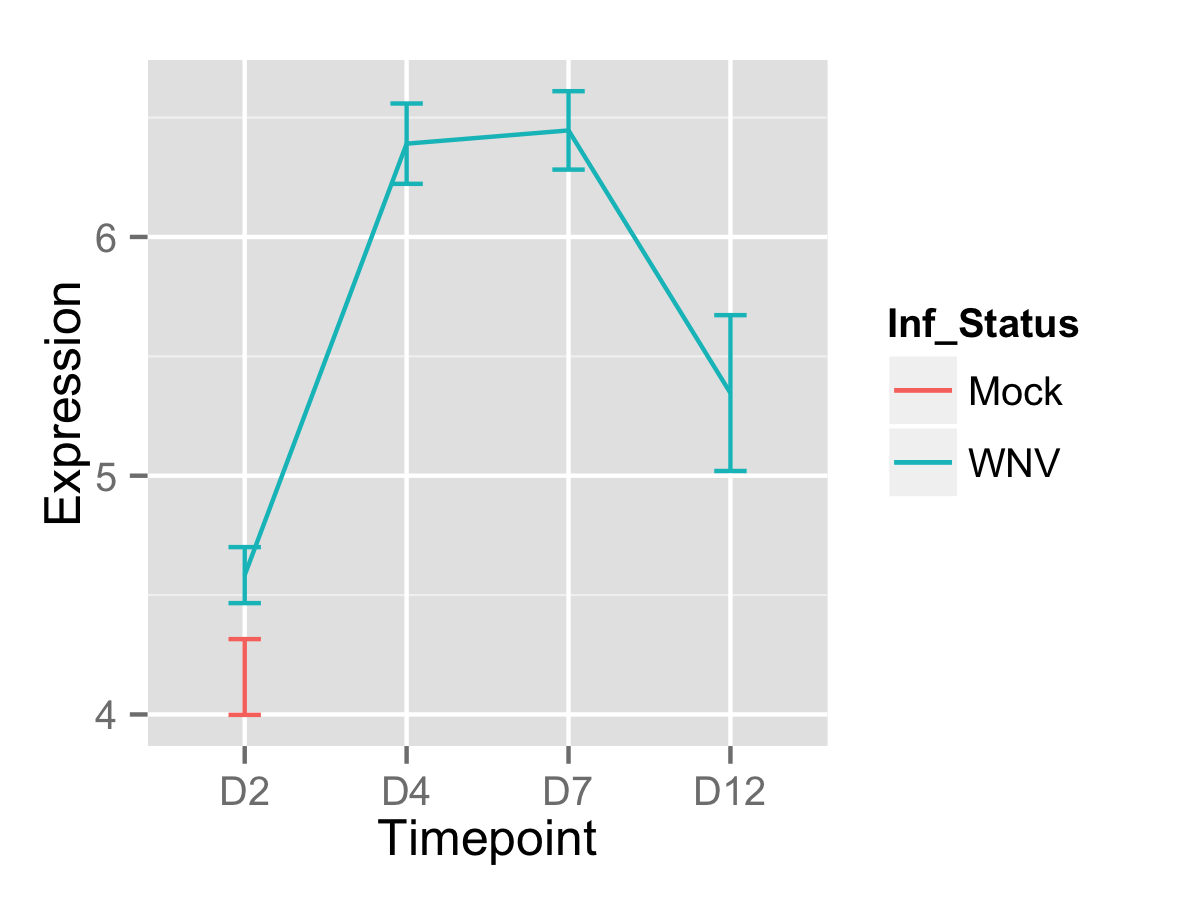 Expression
6
5
4
D2 D4 D7 D12
Timepoint
Inf_Status
Mock
WNV